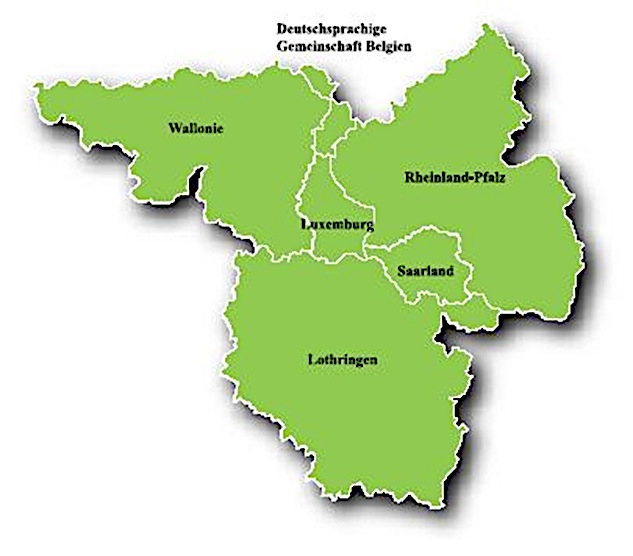 Deutschsprachige
Gemeinschaft Belgien
Wallonie
Rheinland-Pfalz
Luxemburg
Saarland
Lothringen